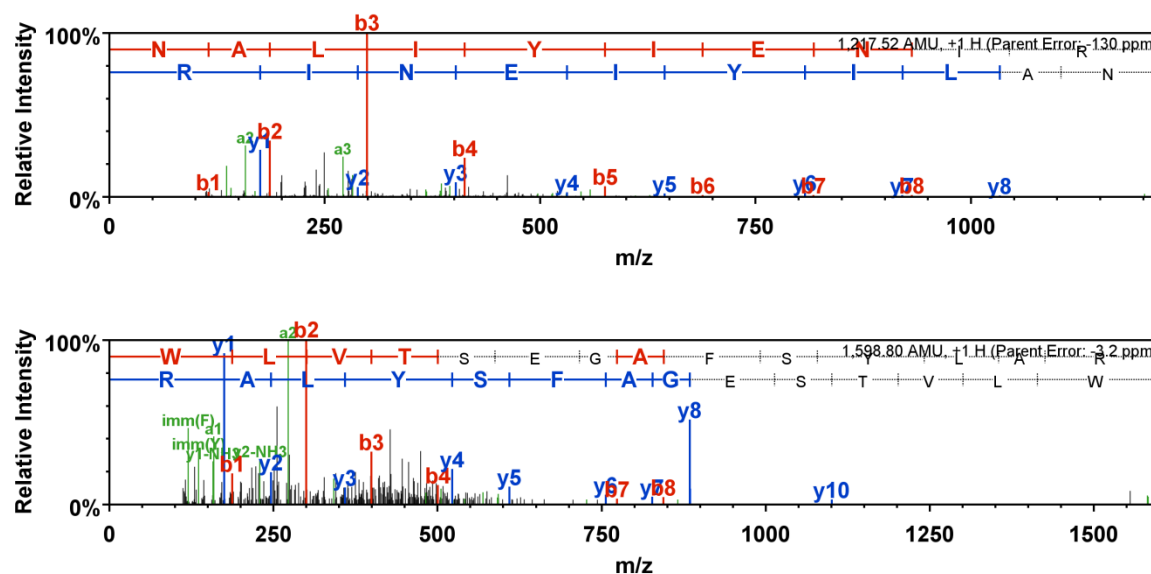 b3
100%
N A L I Y I E N R
1,217.52 AMU, +1 H (Parent Error: -130 ppm)
R I N E I Y I L A N
a2 y1 b2 a3
b1 y2 y3 b4 y4 b5 y5 b6 y6 b7 y7 b8 y8
0%
Relative Intensity
0 250 500 750 1000
m/z
y1 a2 b2
100%
W L V T S E G A F S Y L A R
1,598.80 AMU, +1 H (Parent Error: -3.2 ppm)
R A L Y S F A G E S T V L W
imm(F)
a1
imm(Y)
y1-NH3 y2-NH3
b1 y2 y3 b3 b4 y4 y5 y6 b7 y7 b8 y8 y10
0%
Relative Intensity
0 250 500 750 1000 1250 1500
m/z